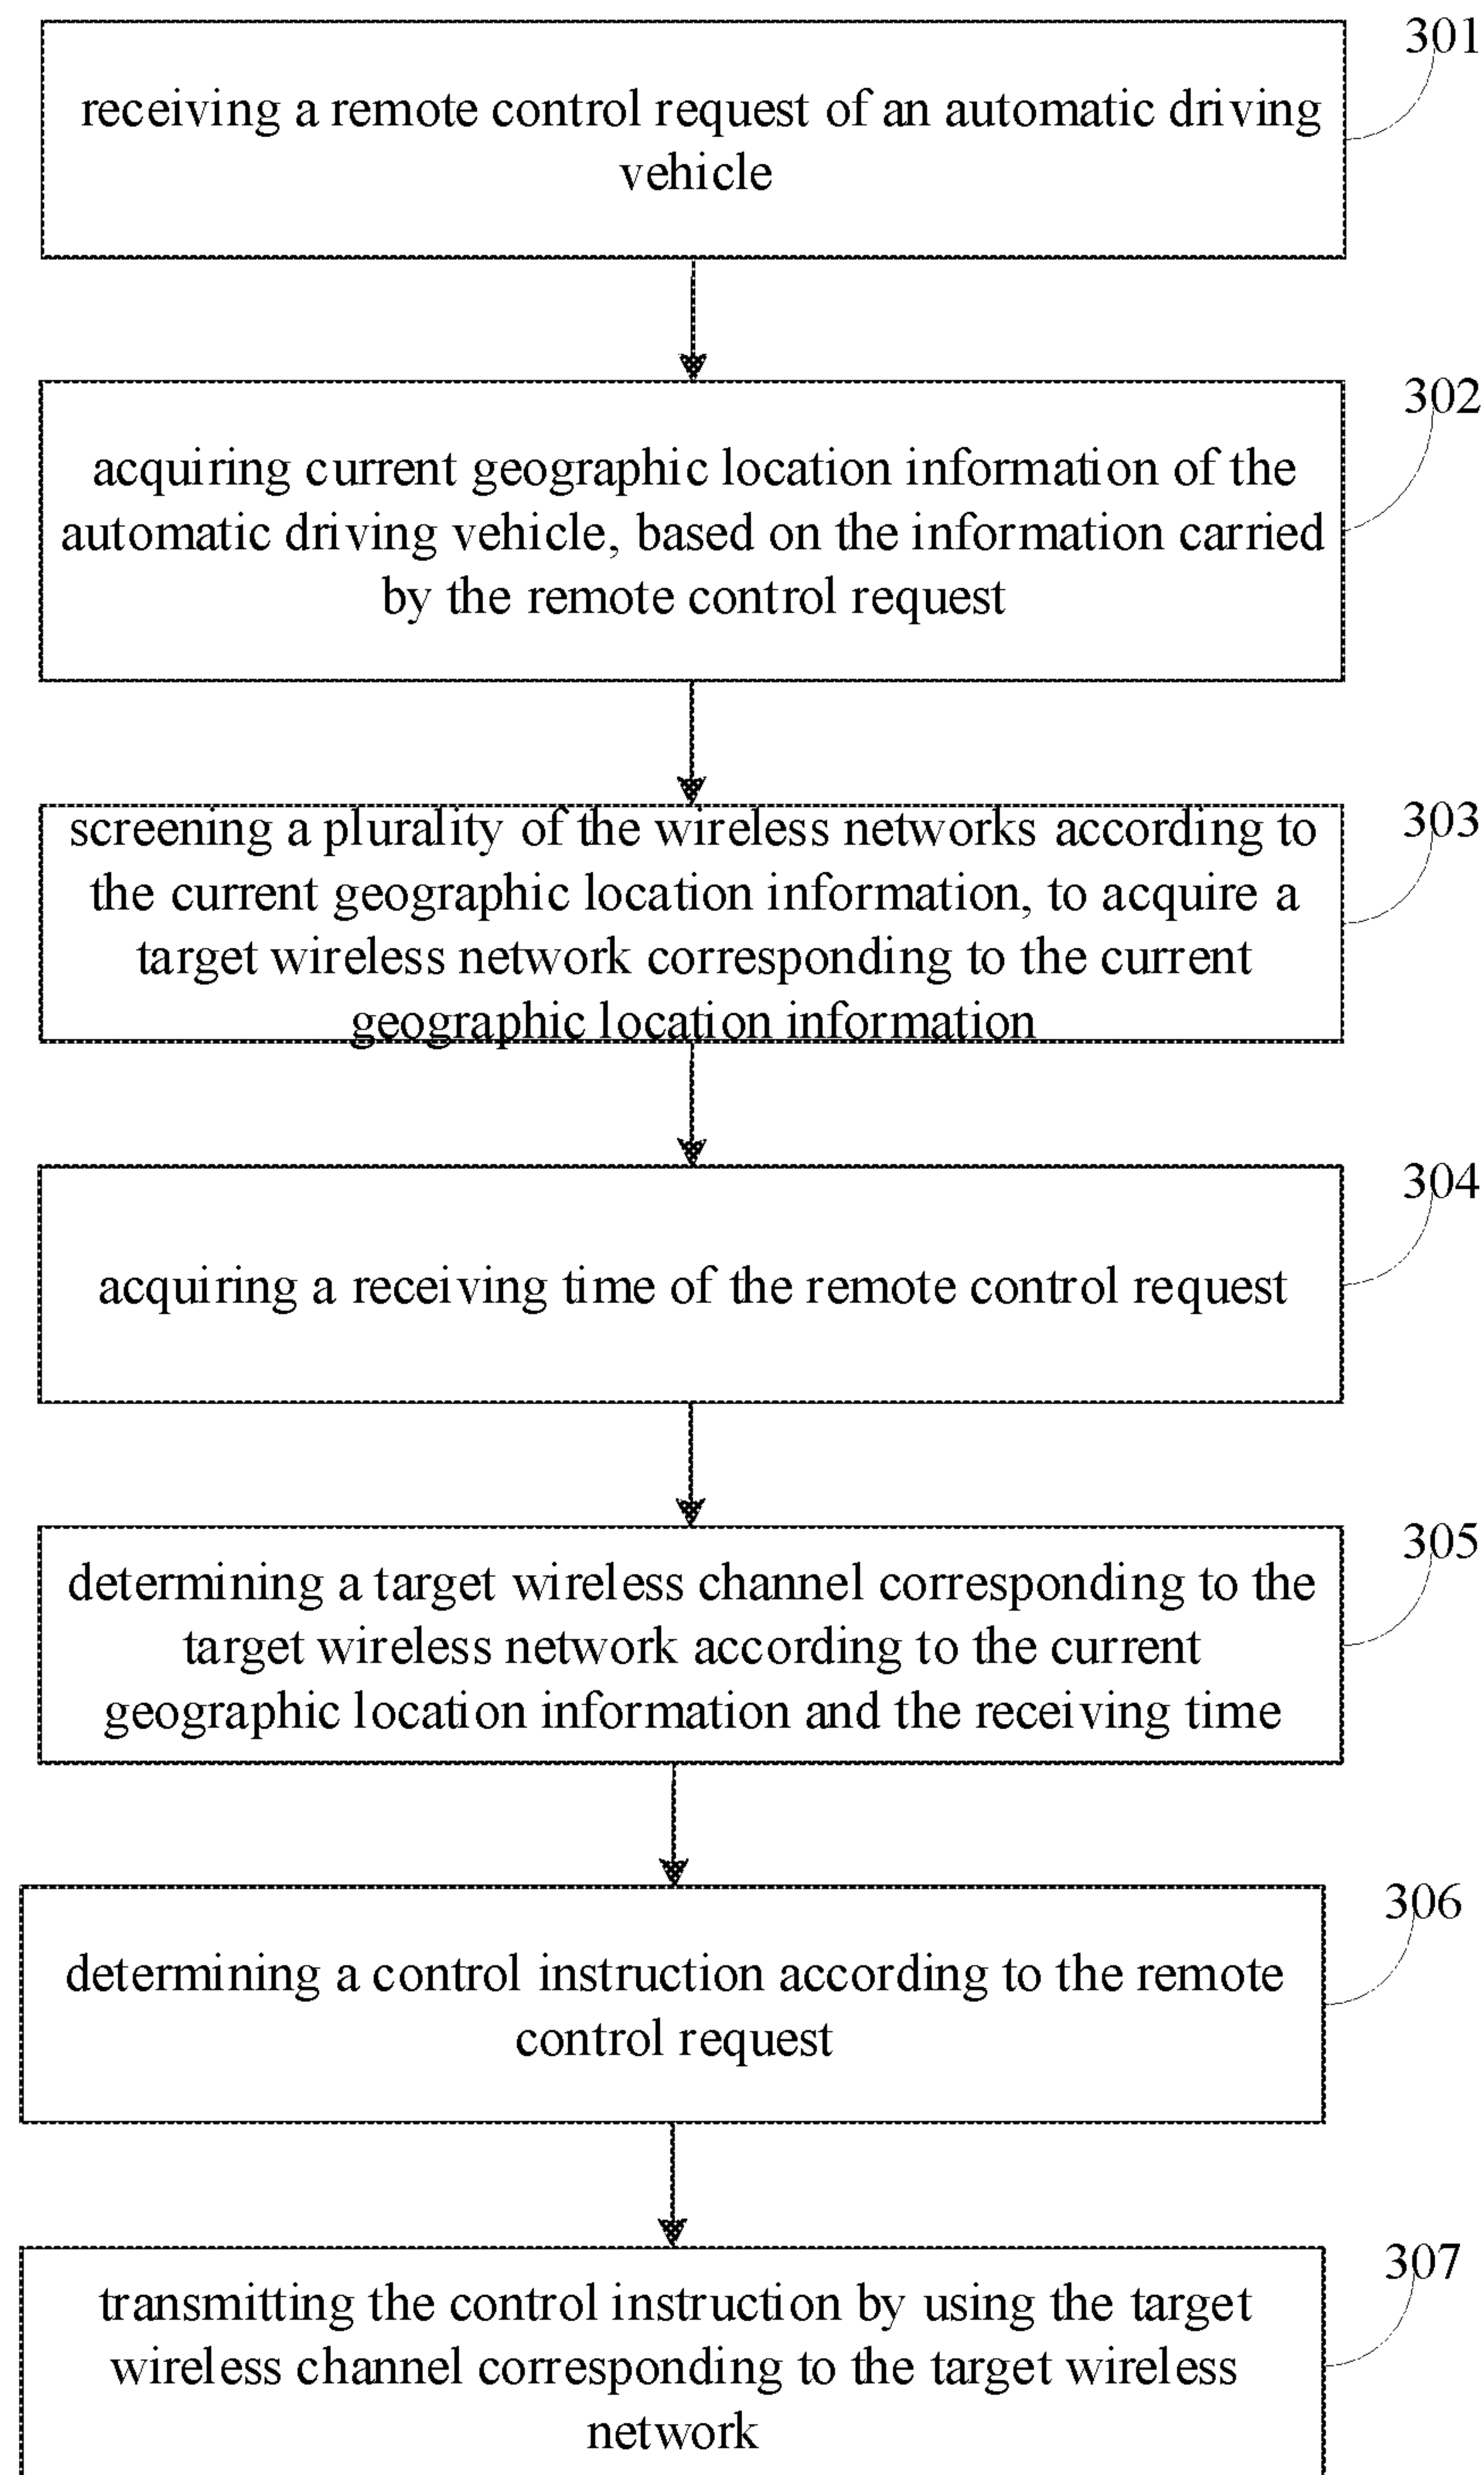 301
receiving a remote control request of an automatic driving
vehicle
302
acquiring current geographic location information of the
automatic driving vehicle, based on the information carried
by the remote control request
303
screening a plurality of the wireless networks according to
the current geographic location information, to acquire a
target wireless network corresponding to the current
geographic location information
304
acquiring a receiving time of the remote control request
305
determining a target wireless channel corresponding to the
target wireless network according to the current
geographic location information and the receiving time
306
determining a control instruction according to the remote
control request
307
transmitting the control instruction by using the target
wireless channel corresponding to the target wireless
network